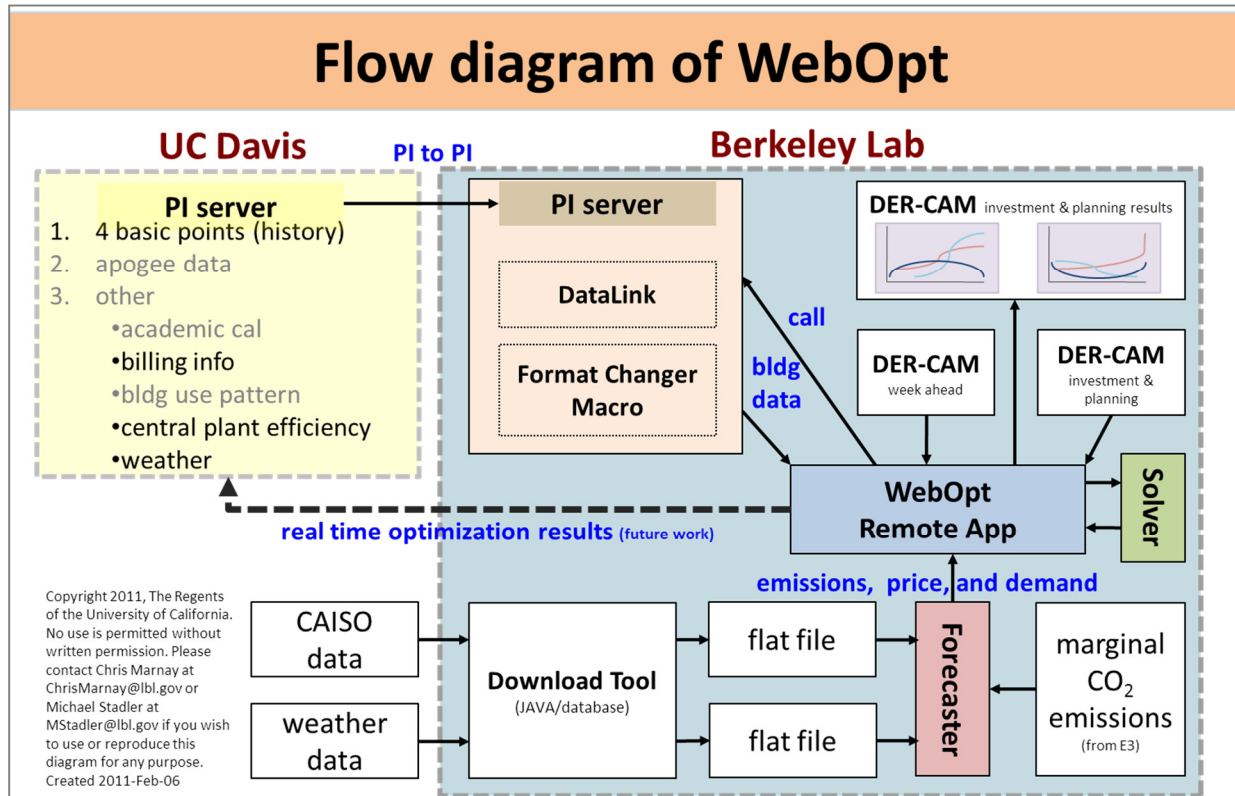 Flow diagram of WebOpt
UC Davis
PI to PI
Berkeley Lab
PI server
1. 4 basic points (history)
2. apogee data
3. other
•academic cal
•billing info
•bldg use pattern
•central plant efficiency
•weather
PI server
DataLink
Format Changer
Macro
call
bldg
data
DER-CAM investment & planning results
DER-CAM
week ahead
DER-CAM
investment &
planning
WebOpt
Remote App
Solver
real time optimization results (future work)
emissions, price, and demand
Copyright 2011, The Regents
of the University of California.
No use is permitted without
written permission. Please
contact Chris Marnay at
ChrisMarnay@lbl.gov or
Michael Stadler at
MStadler@lbl.gov if you wish
to use or reproduce this
diagram for any purpose.
Created 2011-Feb-06
CAISO
data
weather
data
Download Tool
(JAVA/database)
flat file
flat file
Forecaster
marginal
CO2
emissions
(from E3)